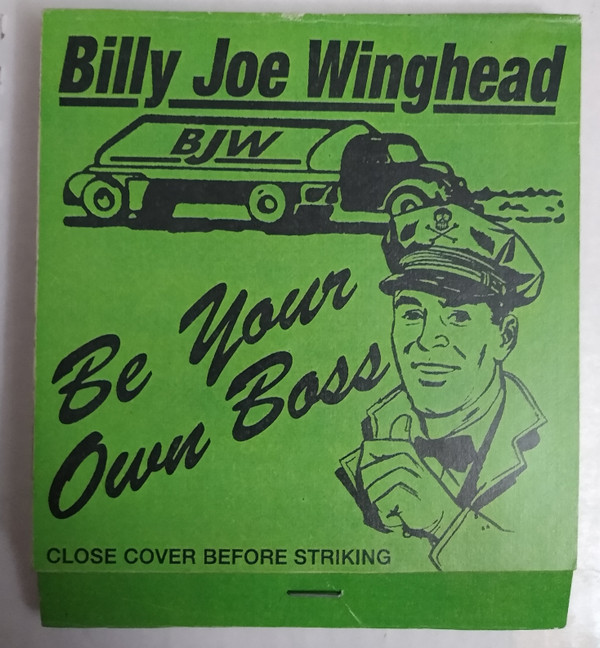 Billy Joe Winghead
BJW
Be Your
Own Boss
CLOSE COVER BEFORE STRIKING